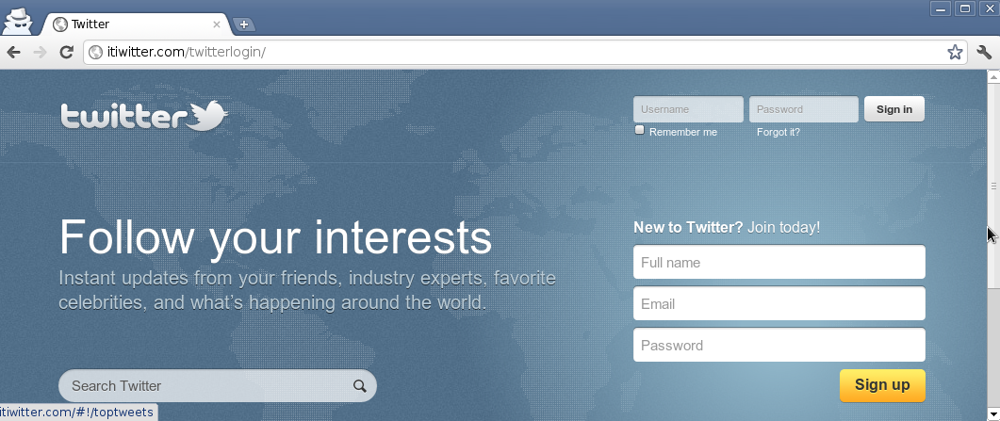 Twitter
itiwitter.com/twitterlogin/
twitter
Username
Password
Sign in
Remember me
Forgot it?
Follow your interests
Instant updates from your friends, industry experts, favorite
celebrities, and what's happening around the world.
New to Twitter? Join today!
Full name
Email
Password
Sign up
Search Twitter
itiwitter.com/#!/toptweets